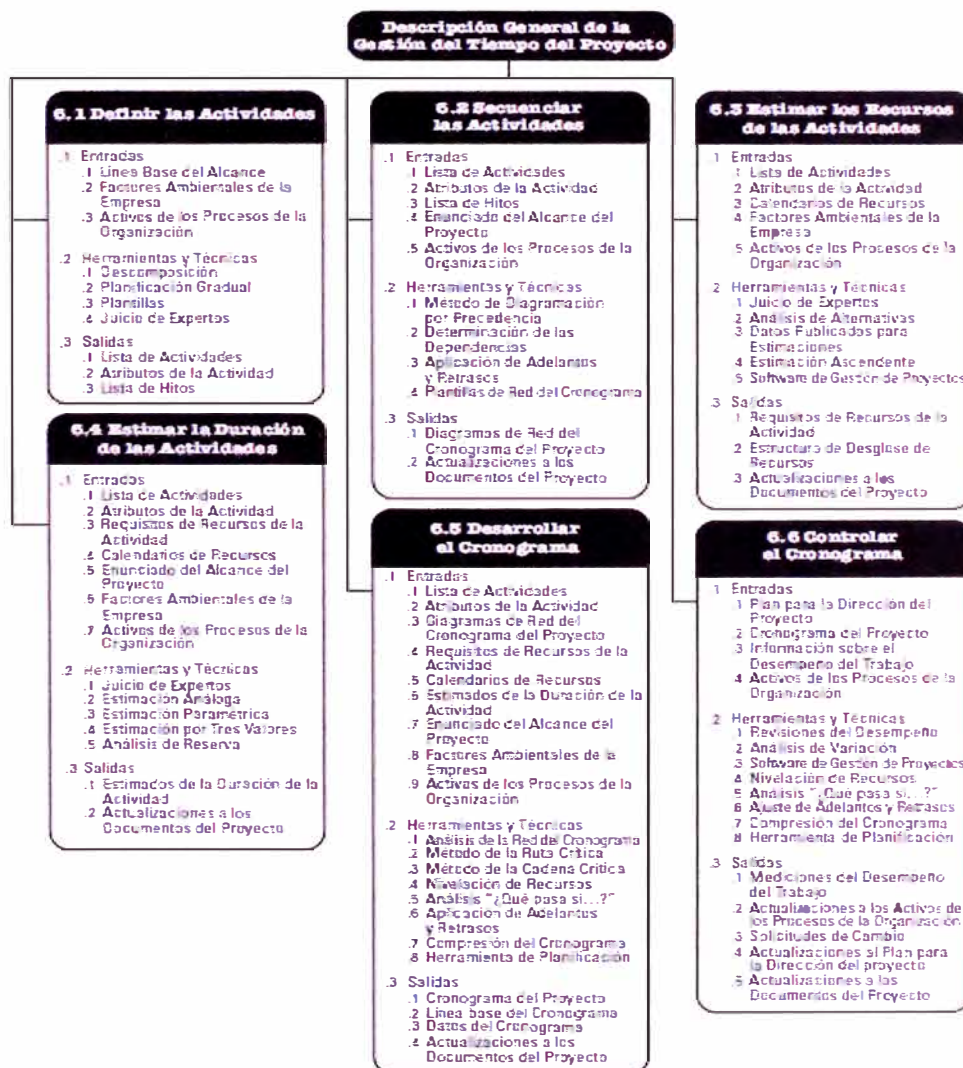 Descripción General de la
Gestión del Tiempo del Proyecto
6.1 Definir las Actividades
.1 Entradas
.1 Línea Base del Alcance
.2 Factores Ambientales de la
Empresa
.3 Activos de los Procesos de la
Organización
.2 Herramientas y Técnicas
.1 Descomposición
.2 Planificación Gradual
.3 Plantillas
.4 Juicio de Expertos
.3 Salidas
.1 Lista de Actividades
.2 Atributos de la Actividad
.3 Lista de Hitos
6.2 Secuenciar
las Actividades
.1 Entradas
.1 Lista de Actividades
.2 Atributos de la Actividad
.3 Lista de Hitos
.4 Enunciado del Alcance del
Proyecto
.5 Activos de los Procesos de la
Organización
.2 Herramientas y Técnicas
.1 Método de Diagramación
por Precedencia
.2 Determinación de las
Dependencias
.3 Aplicación de Adelantos
y Retrasos
.4 Plantillas de Red del Cronograma
.3 Salidas
.1 Diagramas de Red del
Cronograma del Proyecto
.2 Actualizaciones a los
Documentos del Proyecto
6.3 Estimar los Recursos
de las Actividades
.1 Entradas
.1 Lista de Actividades
.2 Atributos de la Actividad
.3 Calendarios de Recursos
.4 Factores Ambientales de la
Empresa
.5 Activos de los Procesos de la
Organización
.2 Herramientas y Técnicas
.1 Juicio de Expertos
.2 Análisis de Alternativas
.3 Datos Publicados para
Estimaciones
.4 Estimación Ascendente
.5 Software de Gestión de Proyectos
.3 Salidas
.1 Requisitos de Recursos de la
Actividad
.2 Estructura de Desglose de
Recursos
.3 Actualizaciones a los
Documentos del Proyecto
6.4 Estimar la Duración
de las Actividades
.1 Entradas
.1 Lista de Actividades
.2 Atributos de la Actividad
.3 Requisitos de Recursos de la
Actividad
.4 Calendarios de Recursos
.5 Enunciado del Alcance del
Proyecto
.6 Factores Ambientales de la
Empresa
.7 Activos de los Procesos de la
Organización
.2 Herramientas y Técnicas
.1 Juicio de Expertos
.2 Estimación Análoga
.3 Estimación Paramétrica
.4 Estimación por Tres Valores
.5 Análisis de Reserva
.3 Salidas
.1 Estimados de la Duración de la
Actividad
.2 Actualizaciones a los
Documentos del Proyecto
6.5 Desarrollar
el Cronograma
.1 Entradas
.1 Lista de Actividades
.2 Atributos de la Actividad
.3 Diagramas de Red del
Cronograma del Proyecto
.4 Requisitos de Recursos de la
Actividad
.5 Calendarios de Recursos
.6 Estimados de la Duración de la
Actividad
.7 Enunciado del Alcance del
Proyecto
.8 Factores Ambientales de la
Empresa
.9 Activos de los Procesos de la
Organización
.2 Herramientas y Técnicas
.1 Análisis de la Red del Cronograma
.2 Método de la Ruta Crítica
.3 Método de la Cadena Crítica
.4 Nivelación de Recursos
.5 Análisis "¿Qué pasa si...?"
.6 Aplicación de Adelantos
y Retrasos
.7 Compresión del Cronograma
.8 Herramienta de Planificación
.3 Salidas
.1 Cronograma del Proyecto
.2 Línea base del Cronograma
.3 Datos del Cronograma
.4 Actualizaciones a los
Documentos del Proyecto
6.6 Controlar
el Cronograma
.1 Entradas
.1 Plan para la Dirección del
Proyecto
.2 Cronograma del Proyecto
.3 Información sobre el
Desempeño del Trabajo
.4 Activos de los Procesos de la
Organización
.2 Herramientas y Técnicas
.1 Revisiones del Desempeño
.2 Análisis de Variación
.3 Software de Gestión de Proyectos
.4 Nivelación de Recursos
.5 Análisis "¿Qué pasa si...?"
.6 Ajuste de Adelantos y Retrasos
.7 Compresión del Cronograma
.8 Herramienta de Planificación
.3 Salidas
.1 Mediciones del Desempeño
del Trabajo
.2 Actualizaciones a los Activos de
los Procesos de la Organización
.3 Solicitudes de Cambio
.4 Actualizaciones al Plan para
la Dirección del proyecto
.5 Actualizaciones a los
Documentos del Proyecto